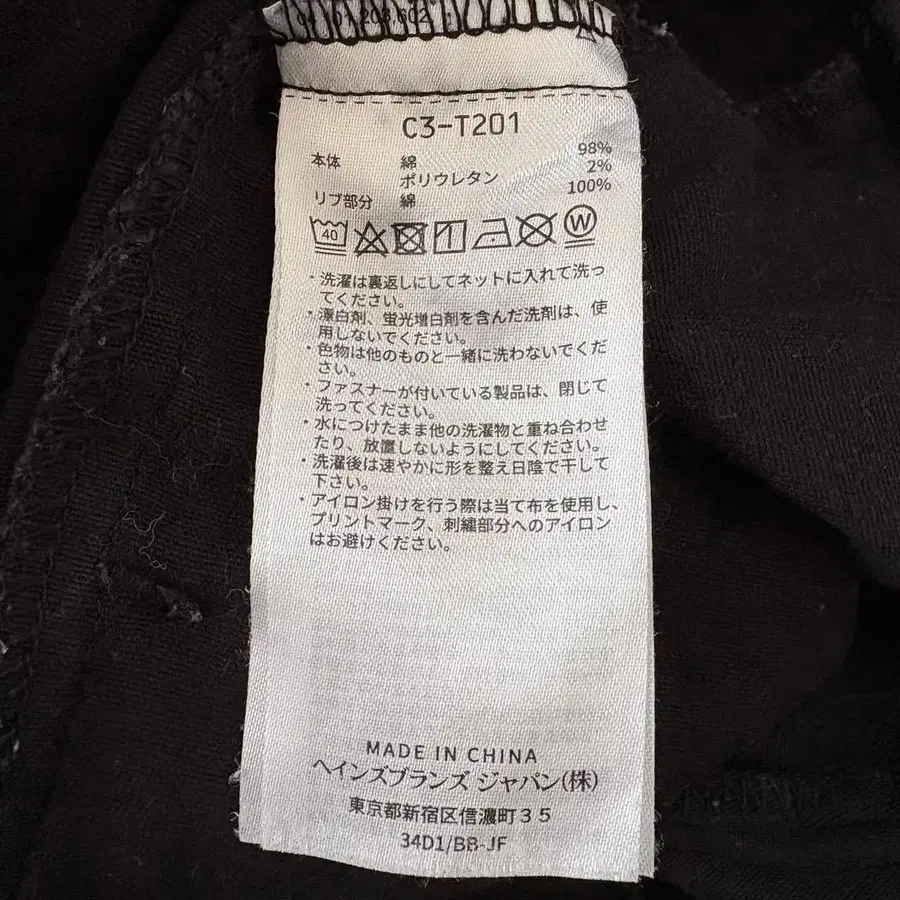 C3-T201
本体 綿 98%
ポリウレタン 2%
リブ部分 綿 100%
40 W
・洗濯は裏返しにしてネットに入れて洗っ
てください。
・漂白剤、蛍光増白剤を含んだ洗剤は、使
用しないでください。
・色物は他のものと一緒に洗わないでくだ
さい。
・ファスナーが付いている製品は、閉じて
洗ってください。
・水につけたまま他の洗濯物と重ね合わせ
たり、放置しないようにしてください。
・洗濯後は速やかに形を整え日陰で干して
下さい。
・アイロン掛けを行う際は当て布を使用し、
プリントマーク、刺繍部分へのアイロン
はお避けください。
MADE IN CHINA
ヘインズブランズ ジャパン(株)
東京都新宿区信濃町35
34D1/BB-JF